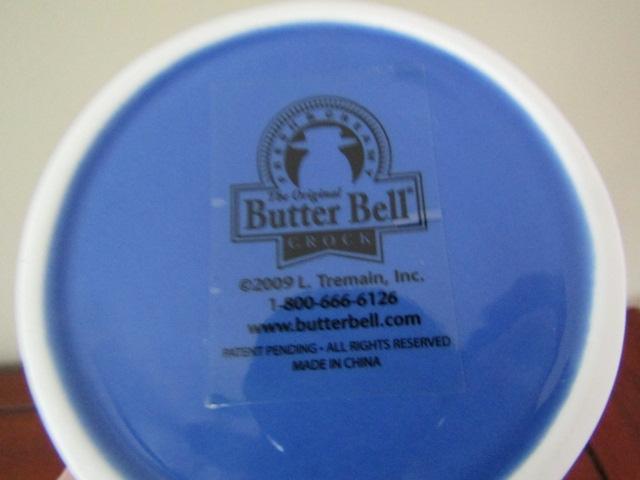 FRESH & CREAMY
The Original
Butter Bell®
CROCK
©2009 L. Tremain, Inc.
1-800-666-6126
www.butterbell.com
PATENT PENDING • ALL RIGHTS RESERVED
MADE IN CHINA